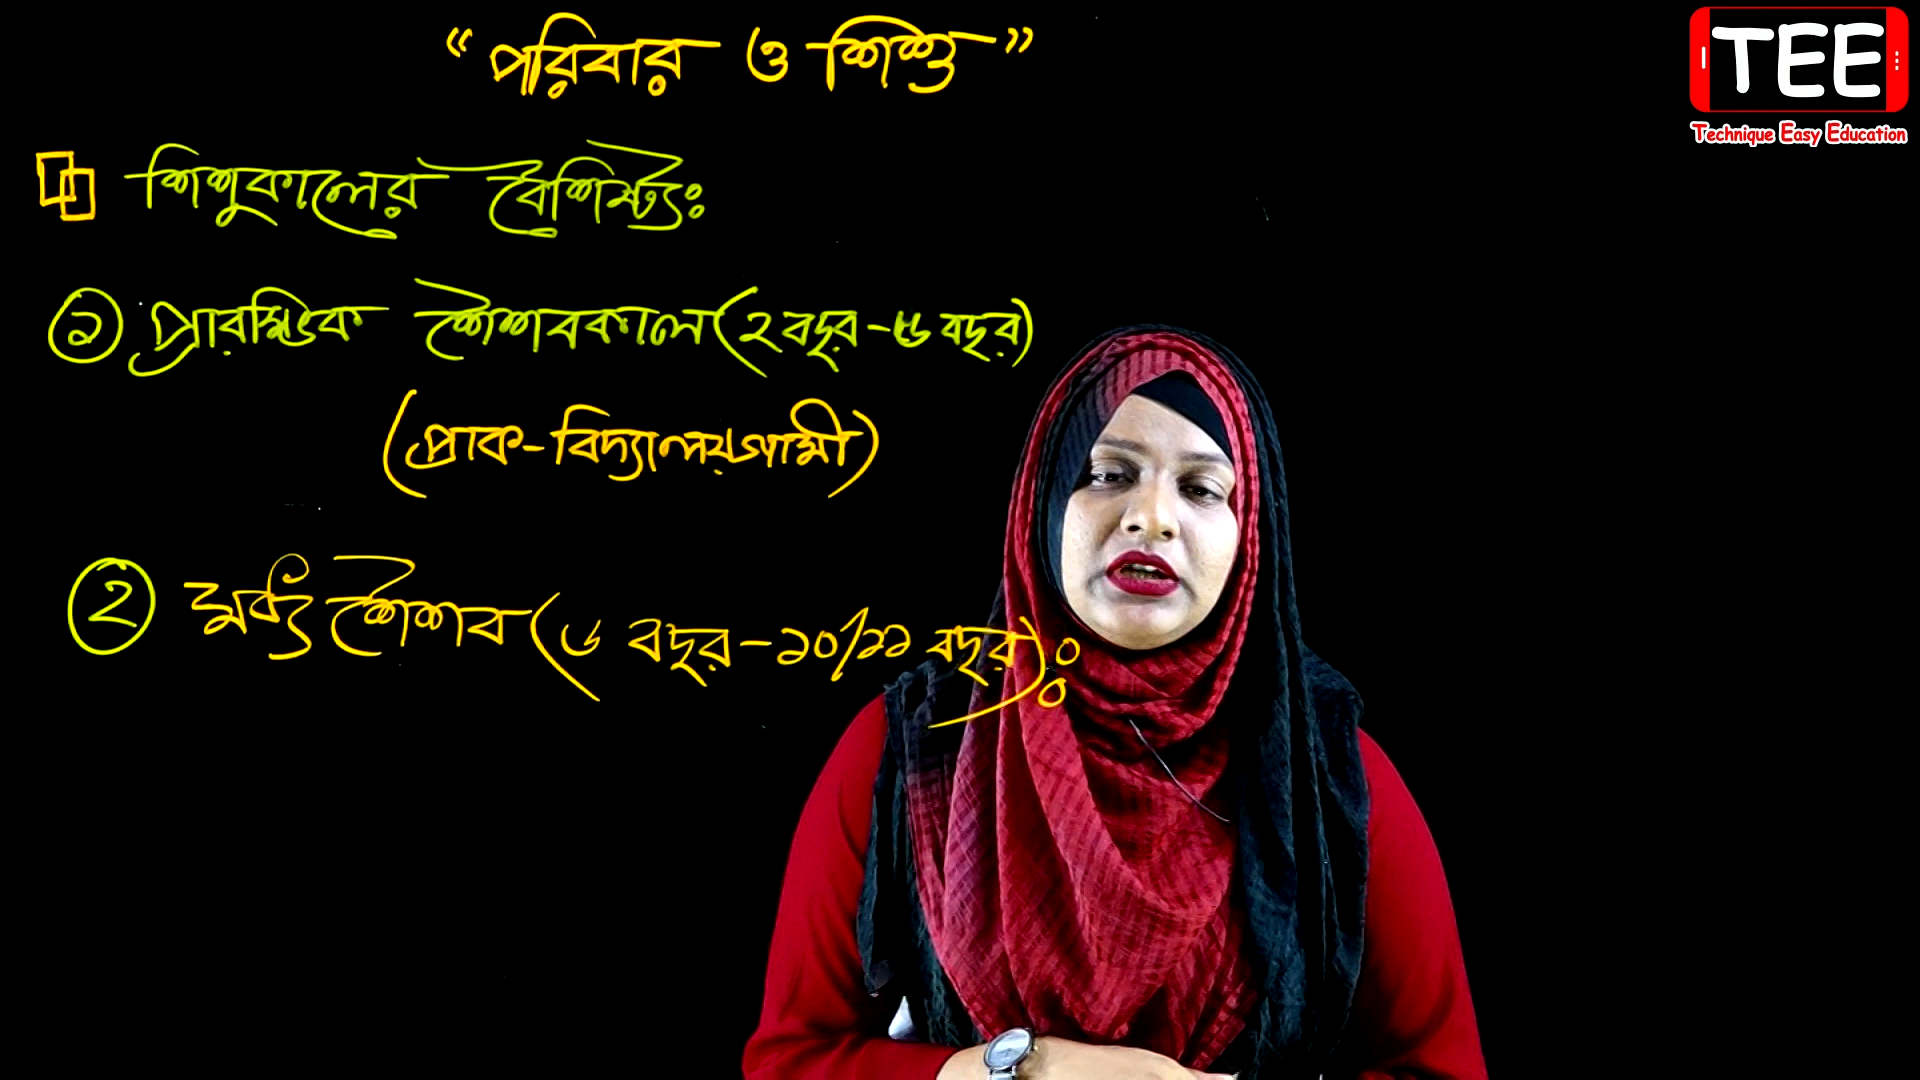 “পরিবার ও শিশু”
শিশুকালের বৈশিষ্ট্যঃ
১ প্রারম্ভিক শৈশবকাল (২ বছর - ৬ বছর)
(প্রাক-বিদ্যালয়গামী)
২ মধ্য শৈশব (৬ বছর - ১০/১১ বছর)ঃ
TEE
Technique Easy Education